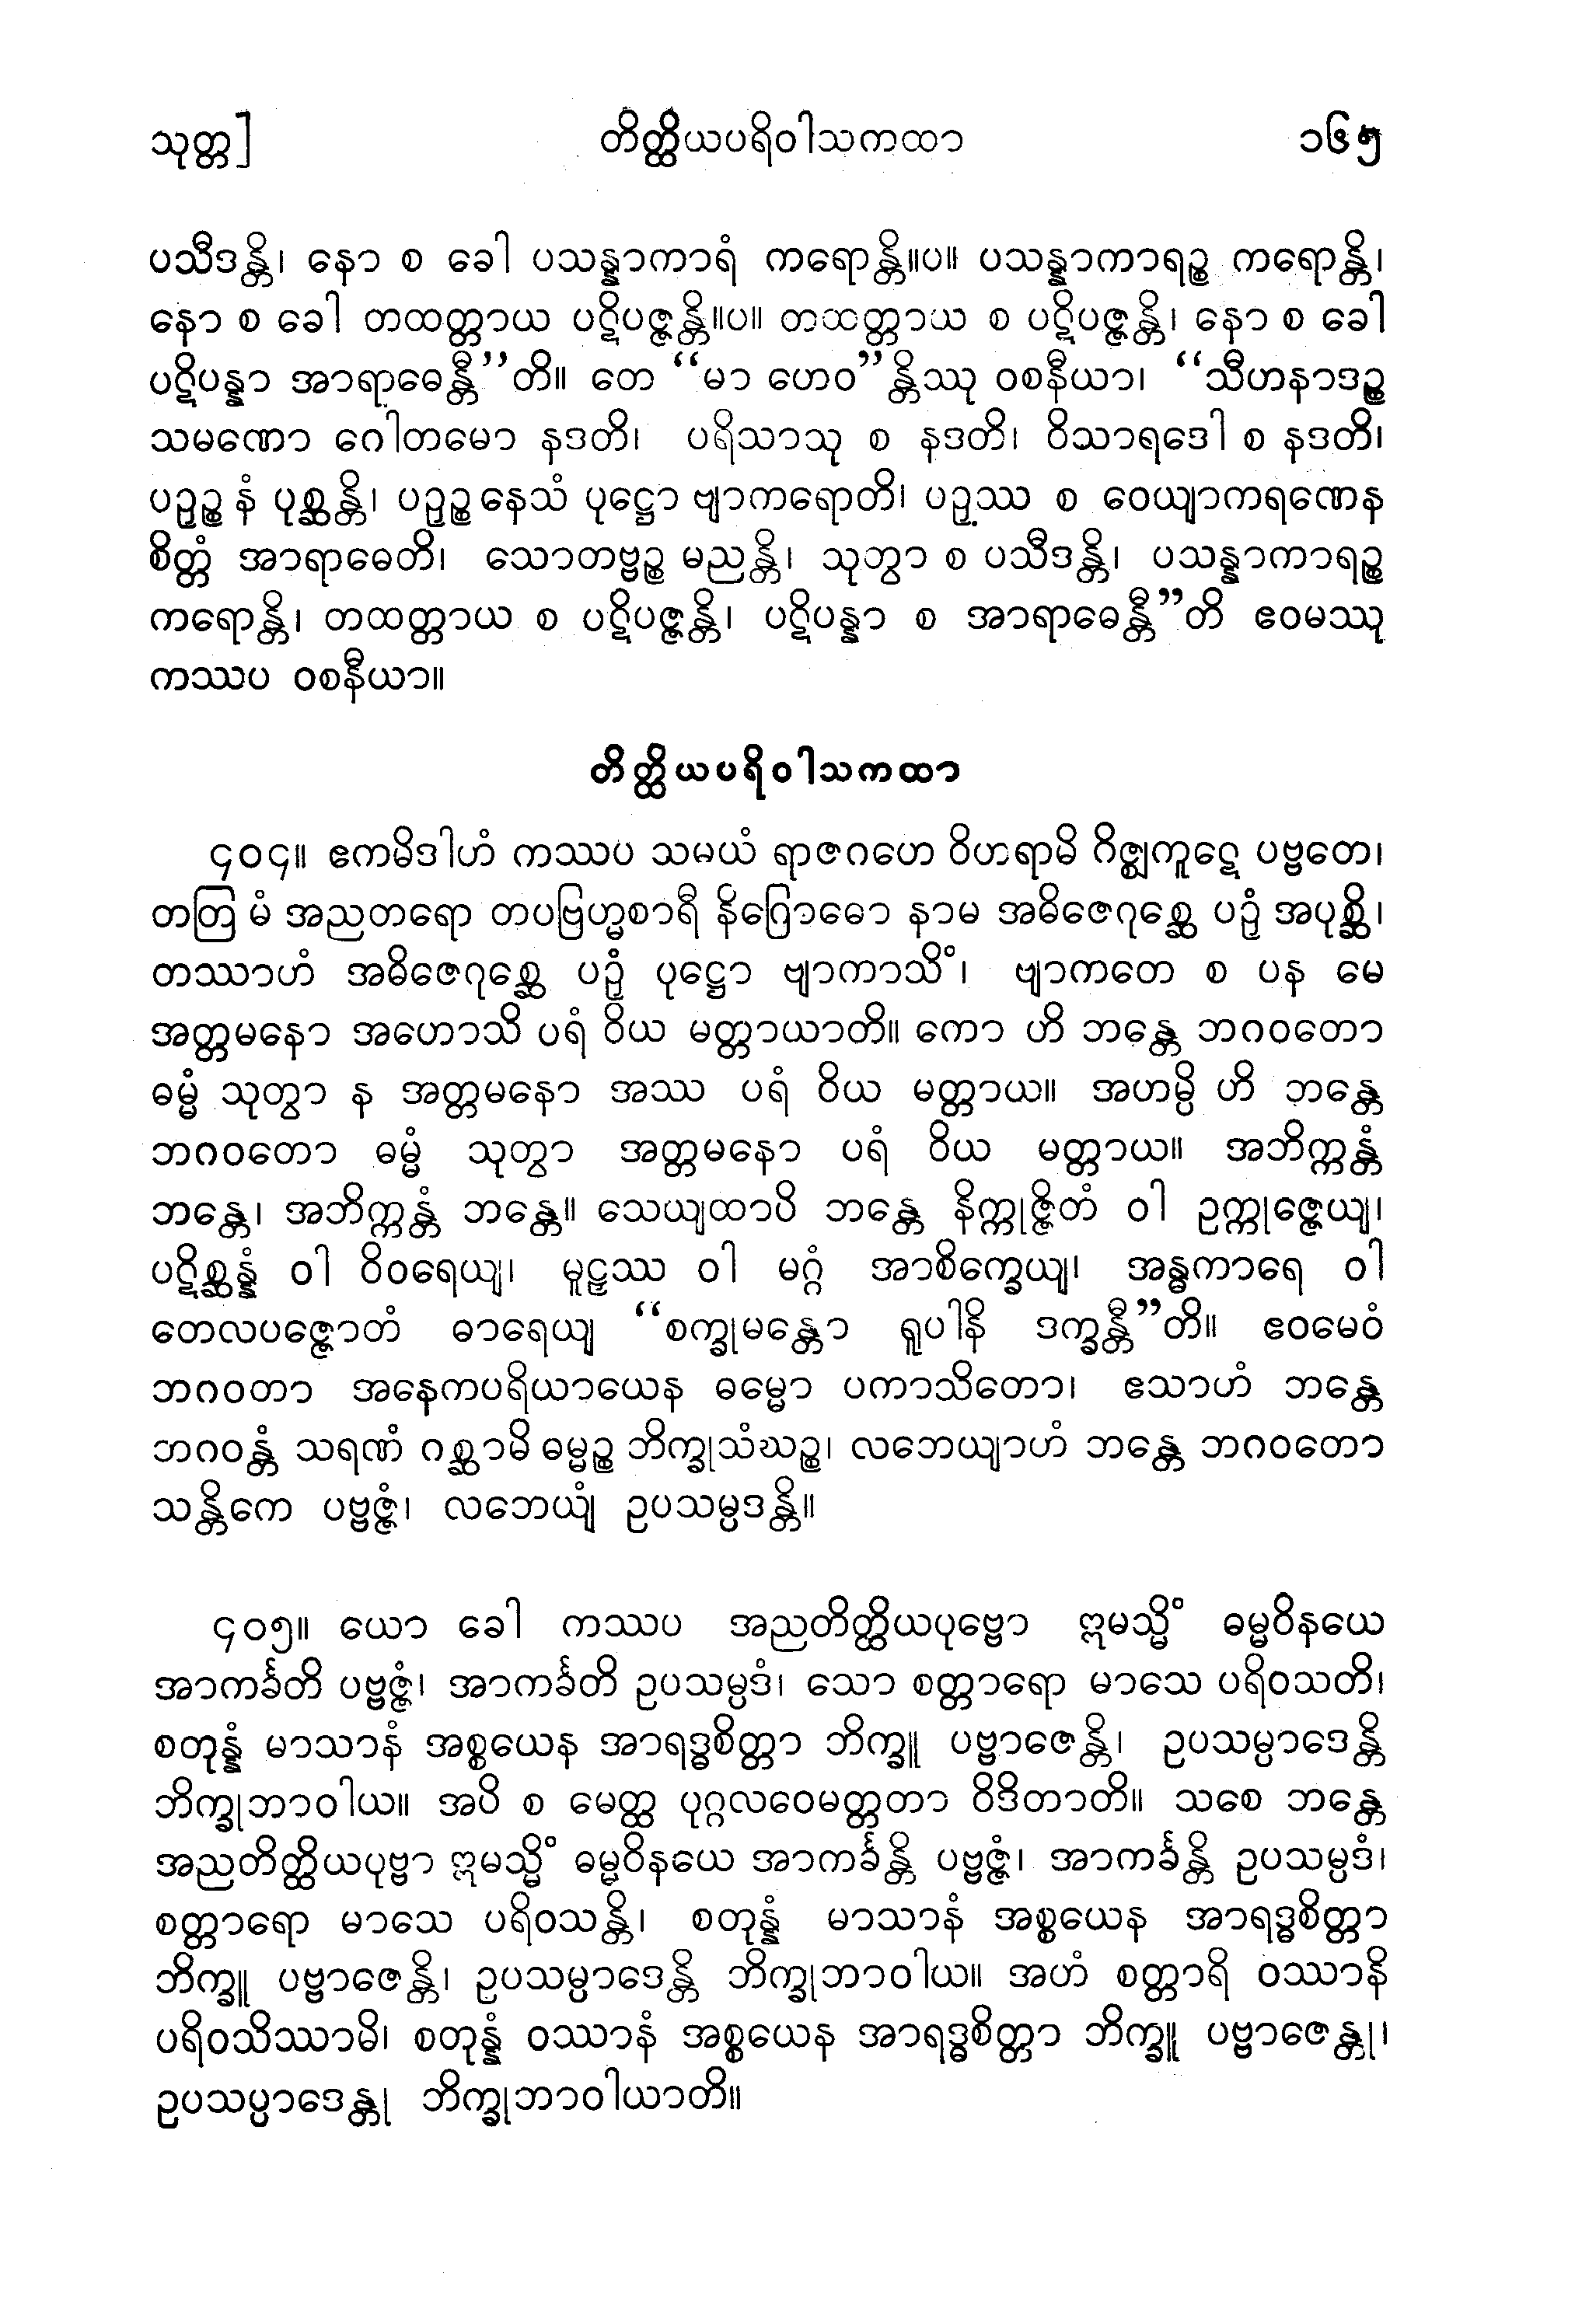 သုတ္တ] တိတ္ထိယပရိဝါသကထာ ၁၆၅
ပသီဒန္တိ၊ နော စ ခေါ ပသန္နာကာရံ ကရောန္တိ။ပ။ ပသန္နာကာရဉ္စ ကရောန္တိ၊
နော စ ခေါ တထတ္တာယ ပဋိပဇ္ဇန္တိ။ပ။ တထတ္တာယ စ ပဋိပဇ္ဇန္တိ၊ နော စ ခေါ
ပဋိပန္နာ အာရာဓေန္တီ”တိ။ တေ “မာ ဟေဝ”န္တိဿု ဝစနီယာ၊ “သီဟနာဒဉ္စ
သမဏော ဂေါတမော နဒတိ၊ ပရိသာသု စ နဒတိ၊ ဝိသာရဒေါ စ နဒတိ၊
ပဉှဉ္စ နံ ပုစ္ဆန္တိ၊ ပဉှဉ္စ နေသံ ပုဋ္ဌော ဗျာကရောတိ၊ ပဉှဿ စ ဝေယျာကရဏေန
စိတ္တံ အာရာဓေတိ၊ သောတဗ္ဗဉ္စ မညန္တိ၊ သုတွာ စ ပသီဒန္တိ၊ ပသန္နာကာရဉ္စ
ကရောန္တိ၊ တထတ္တာယ စ ပဋိပဇ္ဇန္တိ၊ ပဋိပန္နာ စ အာရာဓေန္တီ”တိ ဧဝမဿု
ကဿပ ဝစနီယာ။
တိတ္ထိယပရိဝါသကထာ
၄၀၄။ ဧကမိဒါဟံ ကဿပ သမယံ ရာဇဂဟေ ဝိဟရာမိ ဂိဇ္ဈကူဋေ ပဗ္ဗတေ၊
တတြ မံ အညတရော တပဗြဟ္မစာရီ နိဂြောဓော နာမ အဓိဇေဂုစ္ဆေ ပဉှံ အပုစ္ဆိ၊
တဿာဟံ အဓိဇေဂုစ္ဆေ ပဉှံ ပုဋ္ဌော ဗျာကာသိံ၊ ဗျာကတေ စ ပန မေ
အတ္တမနော အဟောသိ ပရံ ဝိယ မတ္တာယာတိ။ ကော ဟိ ဘန္တေ ဘဂဝတော
ဓမ္မံ သုတွာ န အတ္တမနော အဿ ပရံ ဝိယ မတ္တာယ။ အဟမ္ပိ ဟိ ဘန္တေ
ဘဂဝတော ဓမ္မံ သုတွာ အတ္တမနော ပရံ ဝိယ မတ္တာယ။ အဘိက္ကန္တံ
ဘန္တေ၊ အဘိက္ကန္တံ ဘန္တေ။ သေယျထာပိ ဘန္တေ နိက္ကုဇ္ဇိတံ ဝါ ဥက္ကုဇ္ဇေယျ၊
ပဋိစ္ဆန္နံ ဝါ ဝိဝရေယျ၊ မူဠှဿ ဝါ မဂ္ဂံ အာစိက္ခေယျ၊ အန္ဓကာရေ ဝါ
တေလပဇ္ဇောတံ ဓာရေယျ “စက္ခုမန္တော ရူပါနိ ဒက္ခန္တီ”တိ။ ဧဝမေဝံ
ဘဂဝတာ အနေကပရိယာယေန ဓမ္မော ပကာသိတော၊ ဧသာဟံ ဘန္တေ
ဘဂဝန္တံ သရဏံ ဂစ္ဆာမိ ဓမ္မဉ္စ ဘိက္ခုသံဃဉ္စ၊ လဘေယျာဟံ ဘန္တေ ဘဂဝတော
သန္တိကေ ပဗ္ဗဇ္ဇံ၊ လဘေယျံ ဥပသမ္ပဒန္တိ။
၄၀၅။ ယော ခေါ ကဿပ အညတိတ္ထိယပုဗ္ဗော ဣမသ္မိံ ဓမ္မဝိနယေ
အာကင်္ခတိ ပဗ္ဗဇ္ဇံ၊ အာကင်္ခတိ ဥပသမ္ပဒံ၊ သော စတ္တာရော မာသေ ပရိဝသတိ၊
စတုန္နံ မာသာနံ အစ္စယေန အာရဒ္ဓစိတ္တာ ဘိက္ခူ ပဗ္ဗာဇေန္တိ၊ ဥပသမ္ပာဒေန္တိ
ဘိက္ခုဘာဝါယ။ အပိ စ မေတ္ထ ပုဂ္ဂလဝေမတ္တတာ ဝိဒိတာတိ။ သစေ ဘန္တေ
အညတိတ္ထိယပုဗ္ဗာ ဣမသ္မိံ ဓမ္မဝိနယေ အာကင်္ခန္တိ ပဗ္ဗဇ္ဇံ၊ အာကင်္ခန္တိ ဥပသမ္ပဒံ၊
စတ္တာရော မာသေ ပရိဝသန္တိ၊ စတုန္နံ မာသာနံ အစ္စယေန အာရဒ္ဓစိတ္တာ
ဘိက္ခူ ပဗ္ဗာဇေန္တိ၊ ဥပသမ္ပာဒေန္တိ ဘိက္ခုဘာဝါယ။ အဟံ စတ္တာရိ ဝဿာနိ
ပရိဝသိဿာမိ၊ စတုန္နံ ဝဿာနံ အစ္စယေန အာရဒ္ဓစိတ္တာ ဘိက္ခူ ပဗ္ဗာဇေန္တု၊
ဥပသမ္ပာဒေန္တု ဘိက္ခုဘာဝါယာတိ။